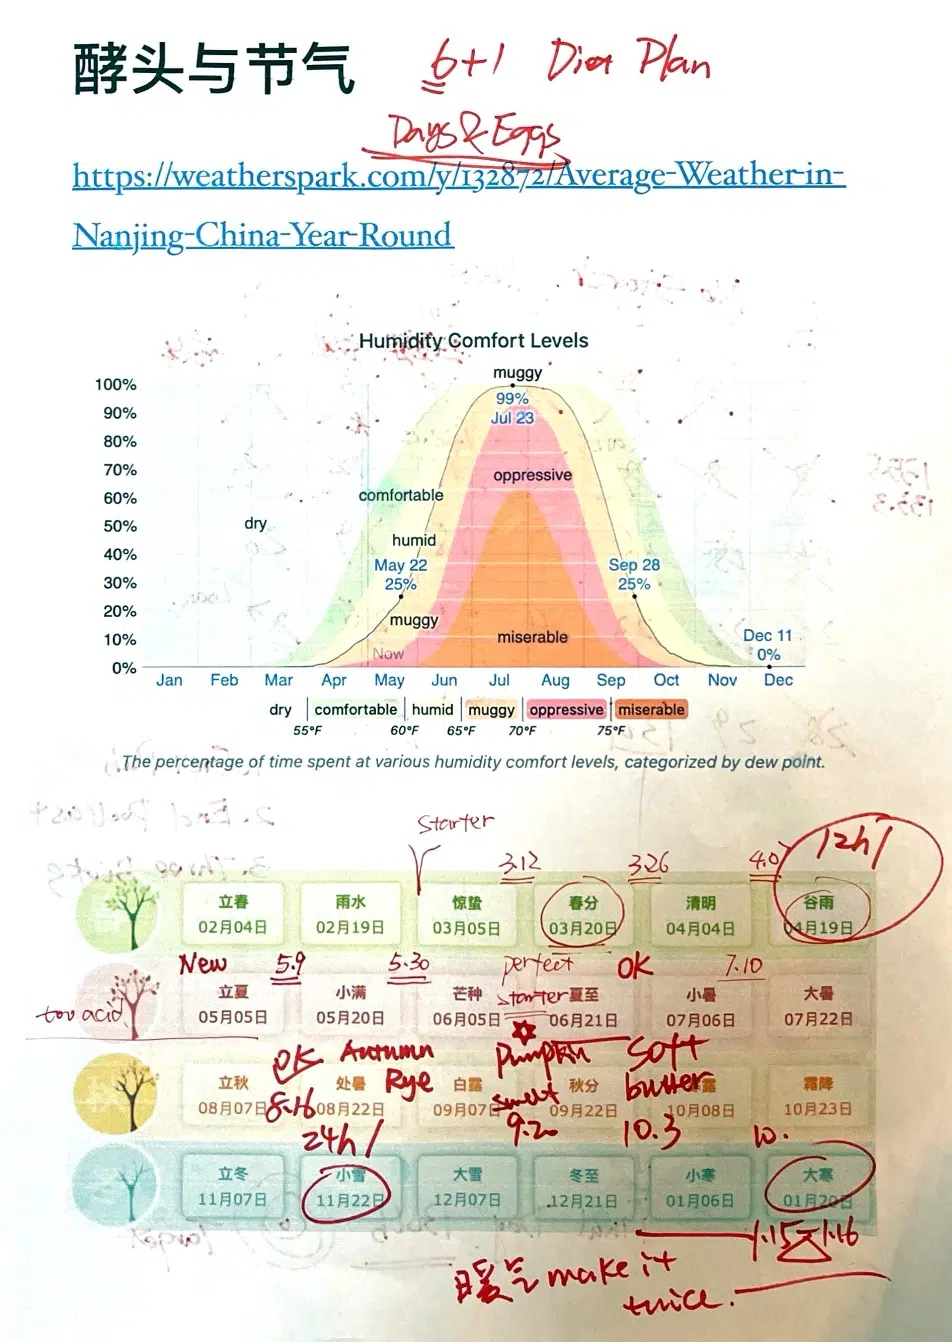 酵头与节气 6+1 Diet Plan
Days & Eggs
https://weatherspark.com/y/132872/Average-Weather-in-
Nanjing-China-Year-Round
Humidity Comfort Levels
muggy
100%
99%
90%
Jul 23
80%
70%
oppressive
60%
comfortable
dry
50%
humid
40%
May 22
Sep 28
30%
25%
25%
20%
muggy
10%
miserable
Dec 11
Now
0%
0%
Jan Feb Mar Apr May Jun Jul Aug Sep Oct Nov Dec
dry comfortable humid muggy oppressive miserable
55°F 60°F 65°F 70°F 75°F
The percentage of time spent at various humidity comfort levels, categorized by dew point.
starter
12h/
3.12 3.26 4.0
立春 雨水 惊蛰 春分 清明 谷雨
02月04日 02月19日 03月05日 03月20日 04月04日 04月19日
New 5.9 5.30 perfect OK 7.10
starter
立夏 小满 芒种 夏至 小暑 大暑
too acid
05月05日 05月20日 06月05日 06月21日 07月06日 07月22日
OK Autumn Pumpkin Soft
Rye sweet butter
立秋 处暑 白露 秋分 露 霜降
08月07日 08月22日 09月07日 09月22日 10月08日 10月23日
8.16 9.20 10.3 10.
24h/
立冬 小雪 大雪 冬至 小寒 大寒
11月07日 11月22日 12月07日 12月21日 01月06日 01月20日
1.15 1.16
暖气 make it
twice.